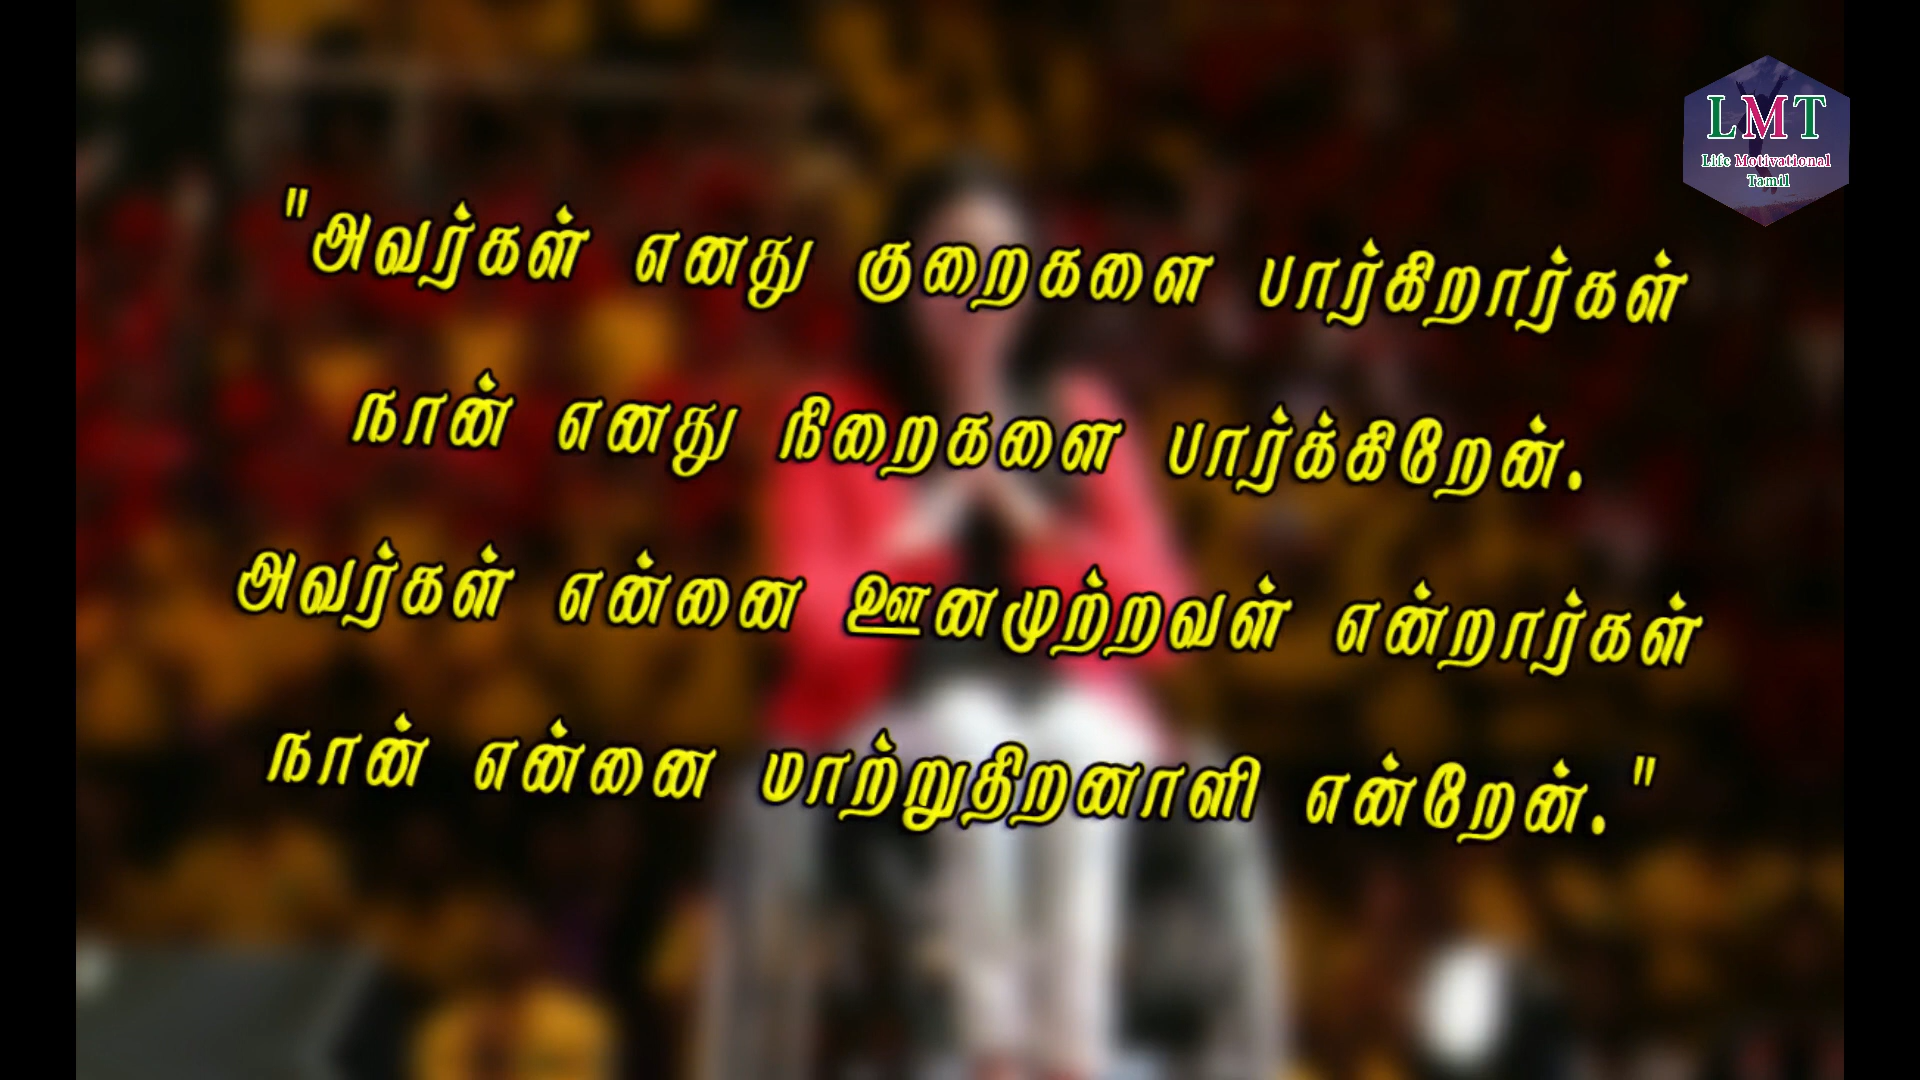 LMT
Life Motivational
Tamil
"அவர்கள் எனது குறைகளை பார்கிறார்கள்
நான் எனது நிறைகளை பார்க்கிறேன்.
அவர்கள் என்னை ஊனமுற்றவள் என்றார்கள்
நான் என்னை மாற்றுதிறனாளி என்றேன்."